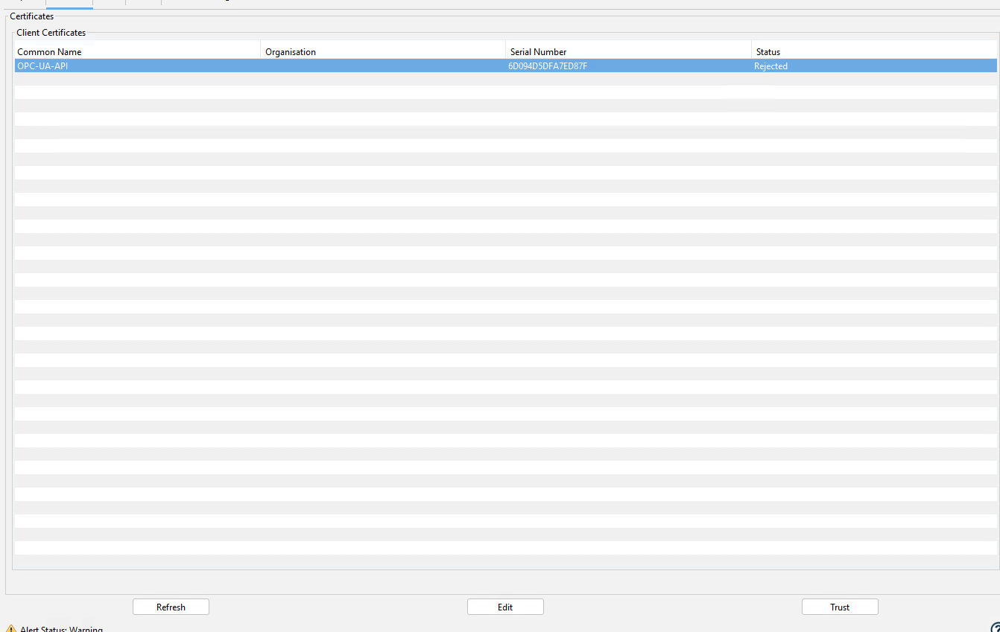 Certificates
Client Certificates
Common Name Organisation Serial Number Status
OPC-UA-API 6D094D5DFA7ED87F Rejected
Refresh Edit Trust
Alert Status: Warning